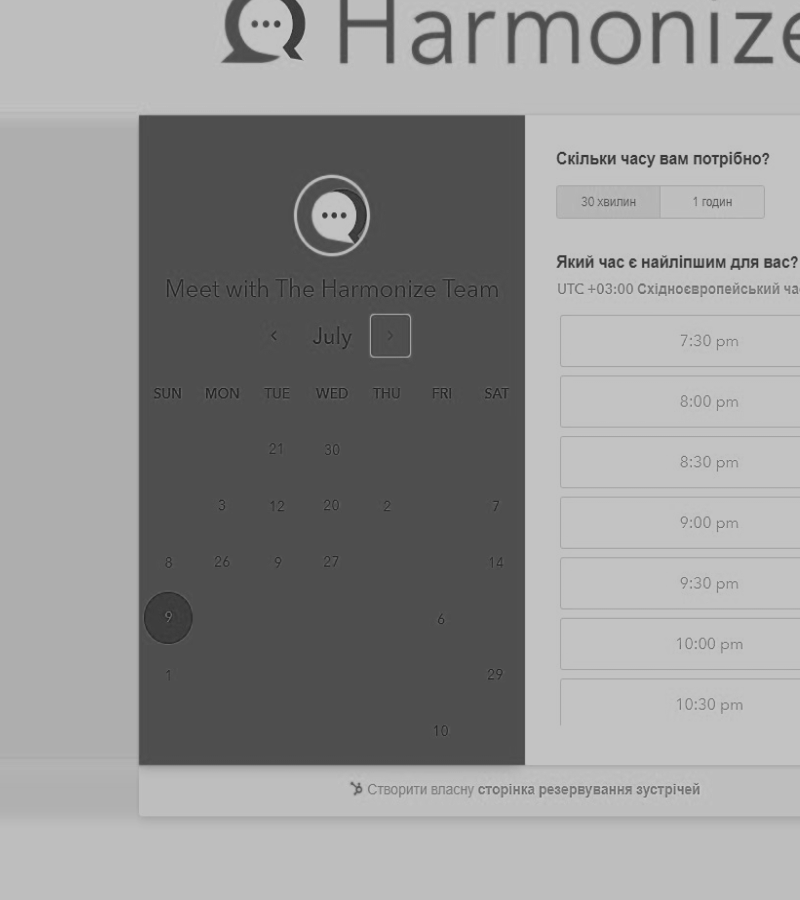 Harmonize
Meet with The Harmonize Team
July
SUN MON TUE WED THU FRI SAT
21 30
3 12 20 2 7
8 26 9 27 14
9 6
1 29
10
Скільки часу вам потрібно?
30 хвилин 1 годин
Який час є найліпшим для вас?
UTC +03:00 Східноєвропейський ча
7:30 pm
8:00 pm
8:30 pm
9:00 pm
9:30 pm
10:00 pm
10:30 pm
Створити власну сторінка резервування зустрічей